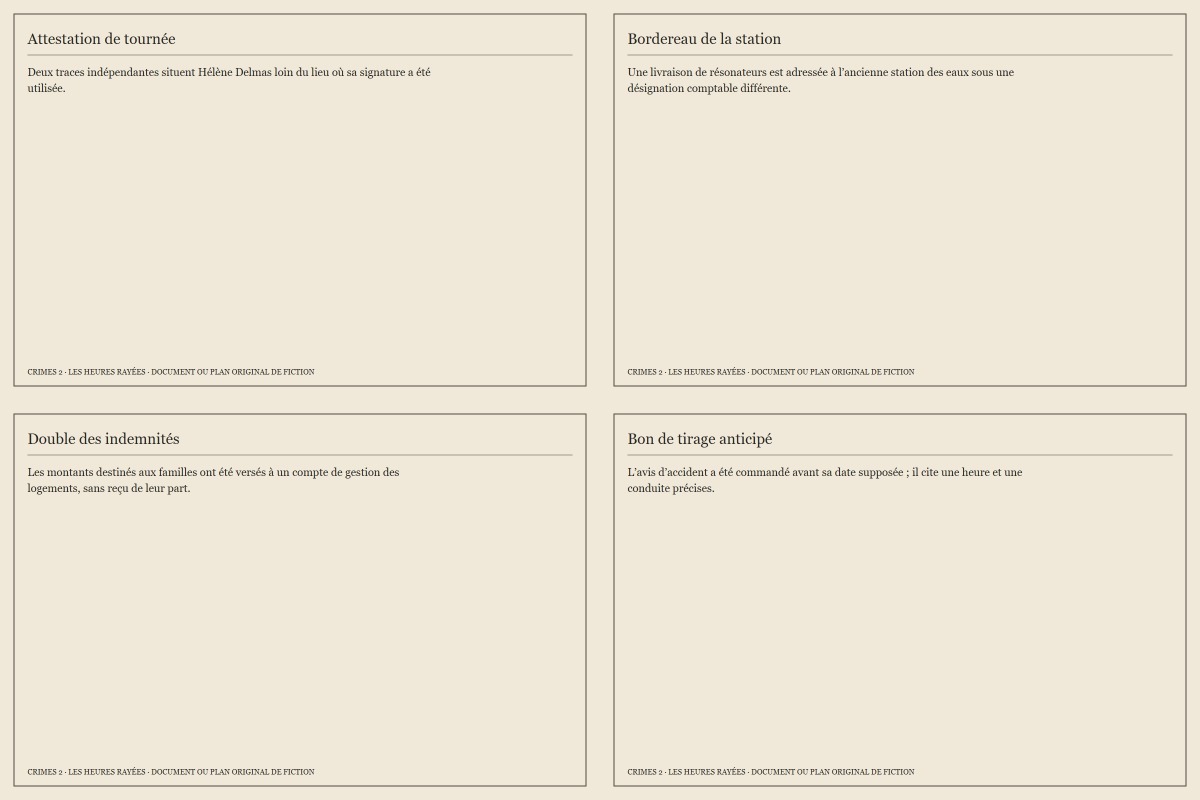 Attestation de tournée
Deux traces indépendantes situent Hélène Delmas loin du lieu où sa signature a été
utilisée.
CRIMES 2 · LES HEURES RAYÉES · DOCUMENT OU PLAN ORIGINAL DE FICTION
Bordereau de la station
Une livraison de résonateurs est adressée à l’ancienne station des eaux sous une
désignation comptable différente.
CRIMES 2 · LES HEURES RAYÉES · DOCUMENT OU PLAN ORIGINAL DE FICTION
Double des indemnités
Les montants destinés aux familles ont été versés à un compte de gestion des
logements, sans reçu de leur part.
CRIMES 2 · LES HEURES RAYÉES · DOCUMENT OU PLAN ORIGINAL DE FICTION
Bon de tirage anticipé
L’avis d’accident a été commandé avant sa date supposée ; il cite une heure et une
conduite précises.
CRIMES 2 · LES HEURES RAYÉES · DOCUMENT OU PLAN ORIGINAL DE FICTION